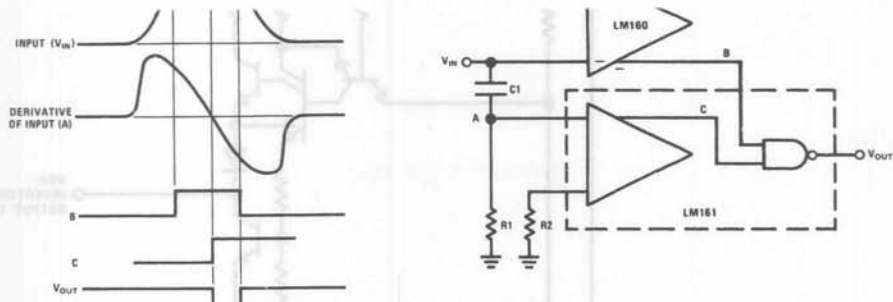 INPUT (VIN)
DERIVATIVE
OF INPUT (A)
B
C
VOUT
LM160
VIN
C1
A
B
C
R1
R2
LM161
VOUT